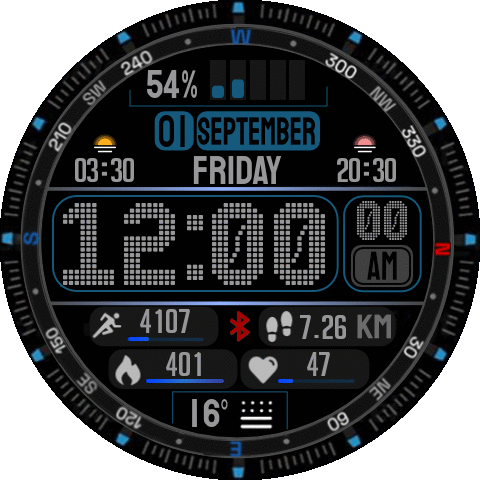 W
240
300
SW
NW
210
330
54%
01 SEPTEMBER
03:30 FRIDAY 20:30
12:00 00
AM
S
N
4107
7.26 KM
401
47
16°
150
30
SE
NE
120
60
E